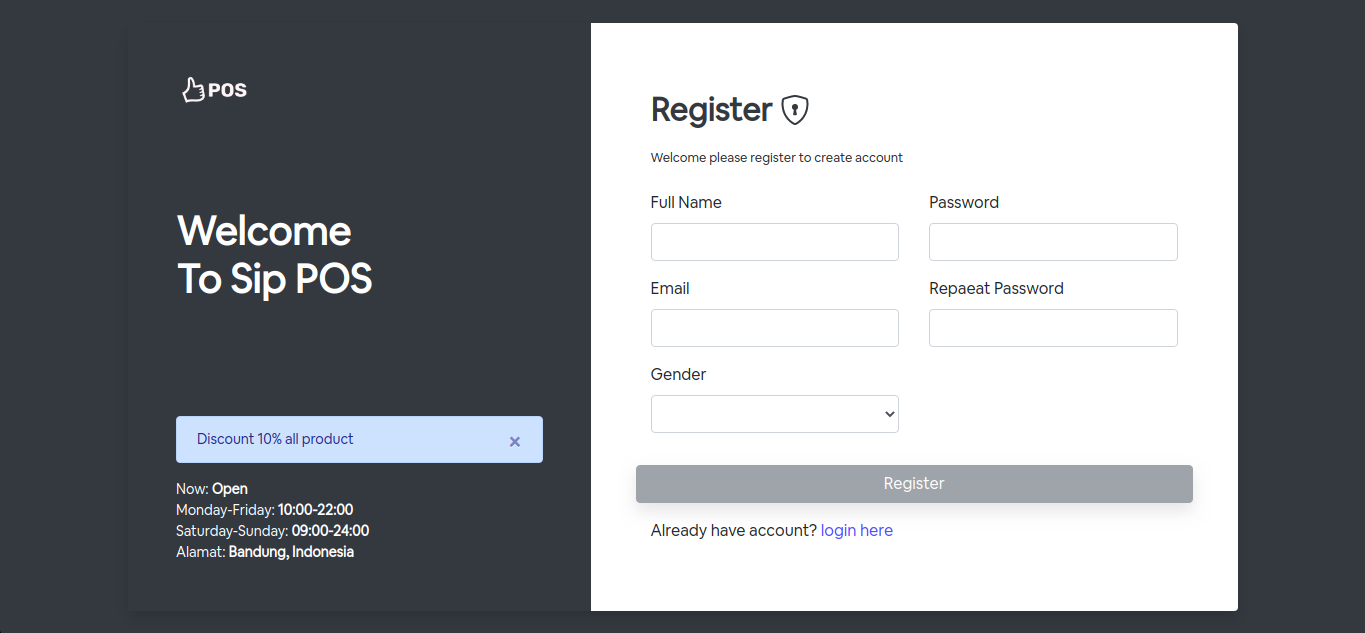 POS
Welcome
To Sip POS
Discount 10% all product
×
Now: Open
Monday-Friday: 10:00-22:00
Saturday-Sunday: 09:00-24:00
Alamat: Bandung, Indonesia
Register
Welcome please register to create account
Full Name
Password
Email
Repaeat Password
Gender
Register
Already have account? login here